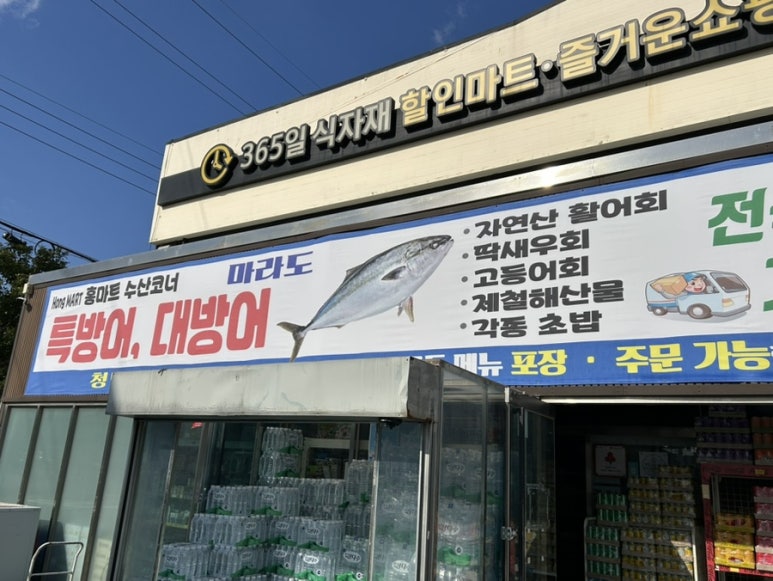 365일 식자재 할인마트·즐거운쇼핑
Hong MART 홍마트 수산코너
마라도
특방어, 대방어
·자연산 활어회
·딱새우회
·고등어회
·제철해산물
·각종 초밥
전
청
메뉴 포장 · 주문 가능